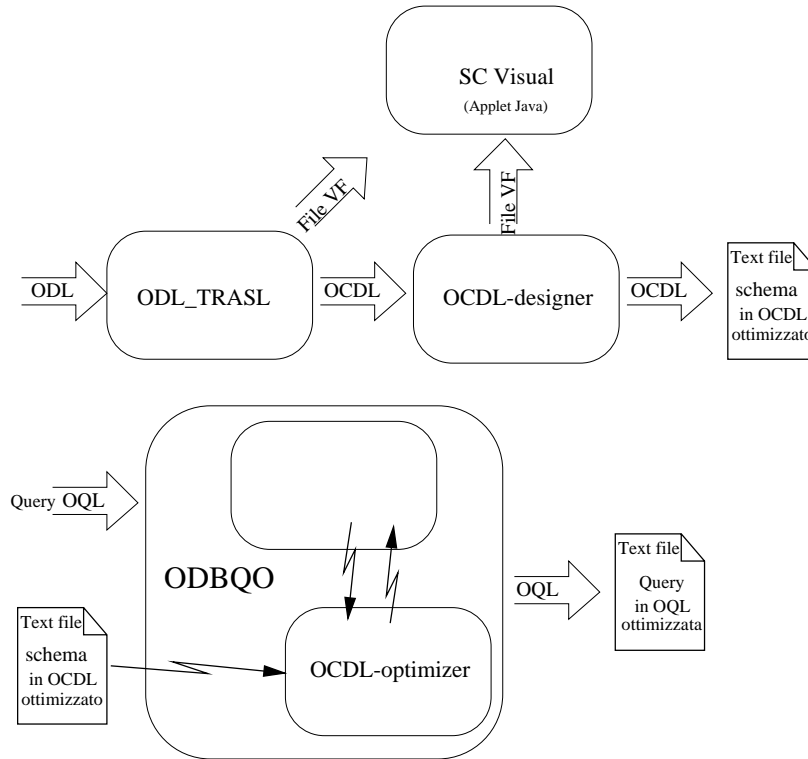 SC Visual
(Applet Java)
File VF
File VF
ODL
ODL_TRASL
OCDL
OCDL-designer
OCDL
Text file
schema
in OCDL
ottimizzato
Query OQL
ODBQO
OQL
Text file
Query
in OQL
ottimizzata
Text file
schema
in OCDL
ottimizzato
OCDL-optimizer